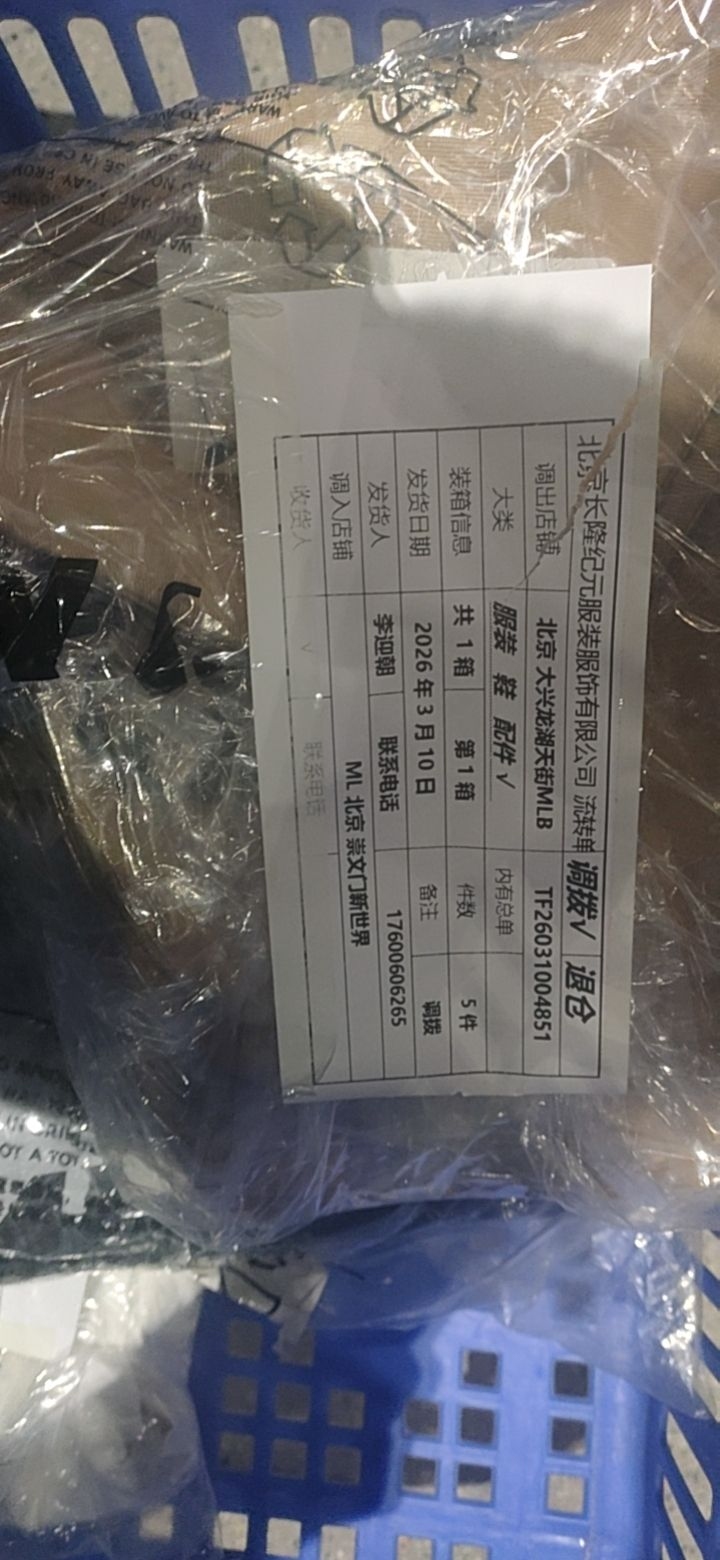 北京长隆纪元服装服饰有限公司 流转单 调拨√ 退仓
调出店铺 北京 大兴龙湖天街MLB TF26031004851
大类 服装 鞋 配件 √ 内有总单
装箱信息 共 1 箱 第 1 箱 件数 5 件
发货日期 2026 年 3 月 10 日 备注 调拨
发货人 李迎朝 联系电话 17600606265
调入店铺 ML 北京 崇文门新世界
收货人 联系电话